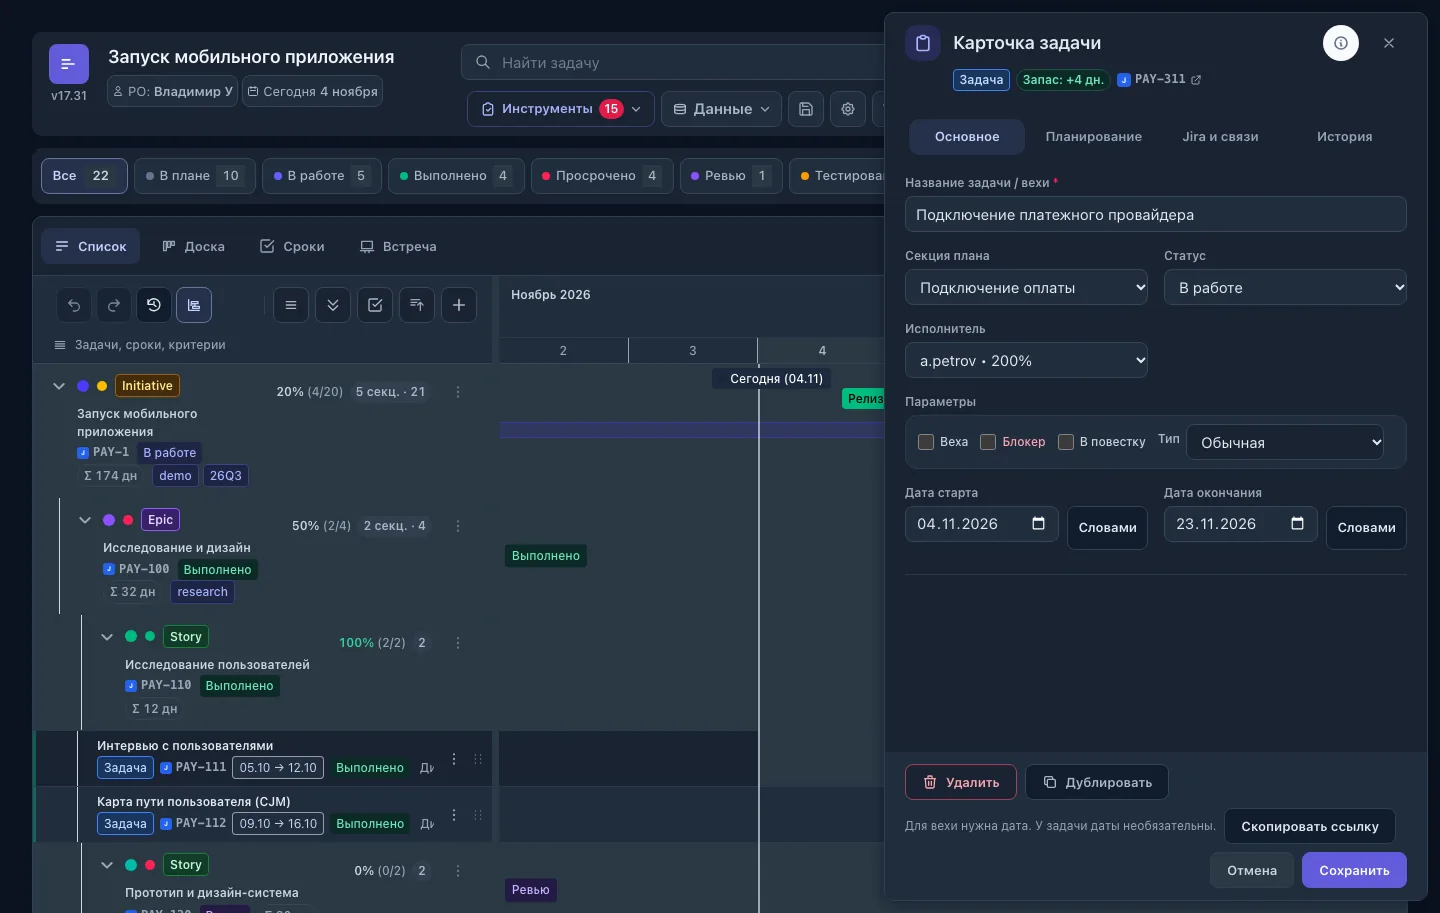 Запуск мобильного приложения
v17.31
PO: Владимир У
Сегодня 4 ноября
Найти задачу
Инструменты 15
Данные
Все 22
В плане 10
В работе 5
Выполнено 4
Просрочено 4
Ревью 1
Список
Доска
Сроки
Встреча
Задачи, сроки, критерии
Ноябрь 2026
2 3 4
Сегодня (04.11)
Initiative
20% (4/20) 5 секц. · 21
Запуск мобильного
приложения
PAY-1 В работе
Σ 174 дн demo 26Q3
Epic
50% (2/4) 2 секц. · 4
Исследование и дизайн
PAY-100 Выполнено
Σ 32 дн research
Выполнено
Story
100% (2/2) 2
Исследование пользователей
PAY-110 Выполнено
Σ 12 дн
Интервью с пользователями
Задача PAY-111 05.10 → 12.10 Выполнено
Карта пути пользователя (CJM)
Задача PAY-112 09.10 → 16.10 Выполнено
Story
0% (0/2) 2
Прототип и дизайн-система
Ревью
Карточка задачи
Задача Запас: +4 дн. PAY-311
Основное Планирование Jira и связи История
Название задачи / вехи *
Подключение платежного провайдера
Секция плана Статус
Подключение оплаты В работе
Исполнитель
a.petrov • 200%
Параметры
Веха Блокер В повестку Тип Обычная
Дата старта Дата окончания
04.11.2026 Словами 23.11.2026 Словами
Удалить Дублировать
Для вехи нужна дата. У задачи даты необязательны. Скопировать ссылку
Отмена Сохранить